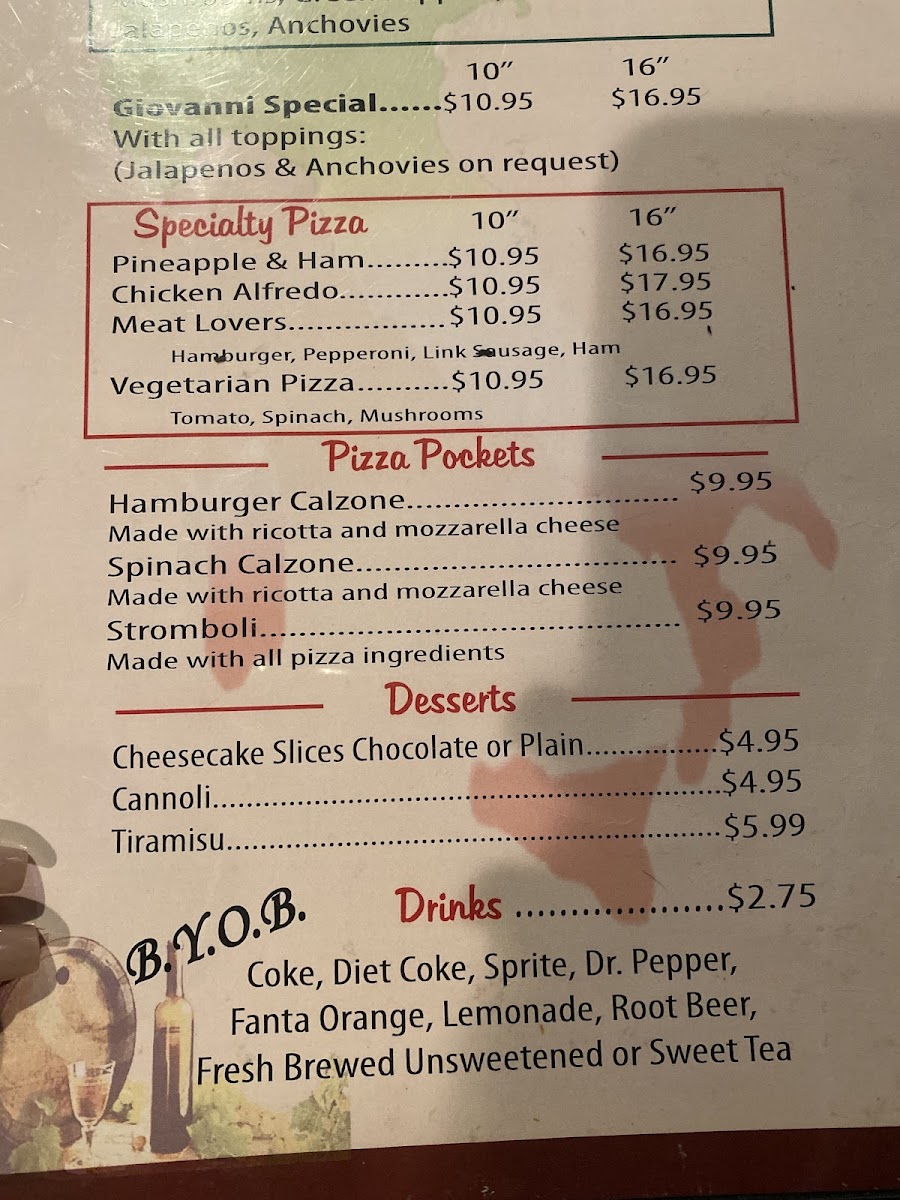 Jalapenos, Anchovies
10" 16"
Giovanni Special......$10.95 $16.95
With all toppings:
(Jalapenos & Anchovies on request)
Specialty Pizza 10" 16"
Pineapple & Ham.........$10.95 $16.95
Chicken Alfredo............$10.95 $17.95
Meat Lovers.................$10.95 $16.95
Hamburger, Pepperoni, Link Sausage, Ham
Vegetarian Pizza..........$10.95 $16.95
Tomato, Spinach, Mushrooms
Pizza Pockets
Hamburger Calzone............................. $9.95
Made with ricotta and mozzarella cheese
Spinach Calzone.................................. $9.95
Made with ricotta and mozzarella cheese
Stromboli............................................ $9.95
Made with all pizza ingredients
Desserts
Cheesecake Slices Chocolate or Plain................$4.95
Cannoli..............................................................$4.95
Tiramisu............................................................$5.99
B.Y.O.B.
Drinks ...................$2.75
Coke, Diet Coke, Sprite, Dr. Pepper,
Fanta Orange, Lemonade, Root Beer,
Fresh Brewed Unsweetened or Sweet Tea